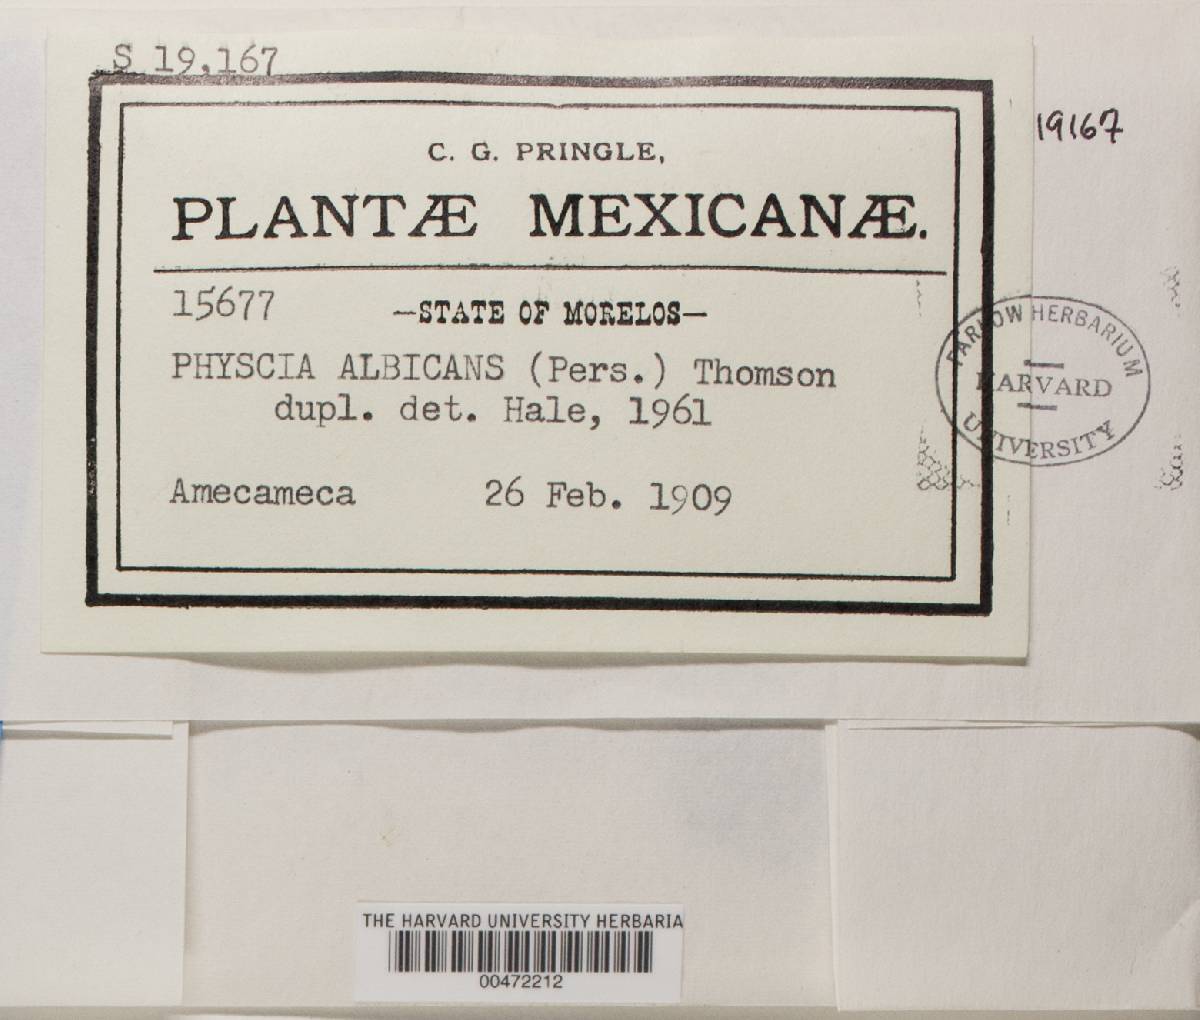 S 19,167
C. G. PRINGLE,
PLANTÆ MEXICANÆ.
15677 —STATE OF MORELOS—
PHYSCIA ALBICANS (Pers.) Thomson
dupl. det. Hale, 1961
Amecameca 26 Feb. 1909
19167
FARLOW HERBARIUM
HARVARD
UNIVERSITY
THE HARVARD UNIVERSITY HERBARIA
00472212